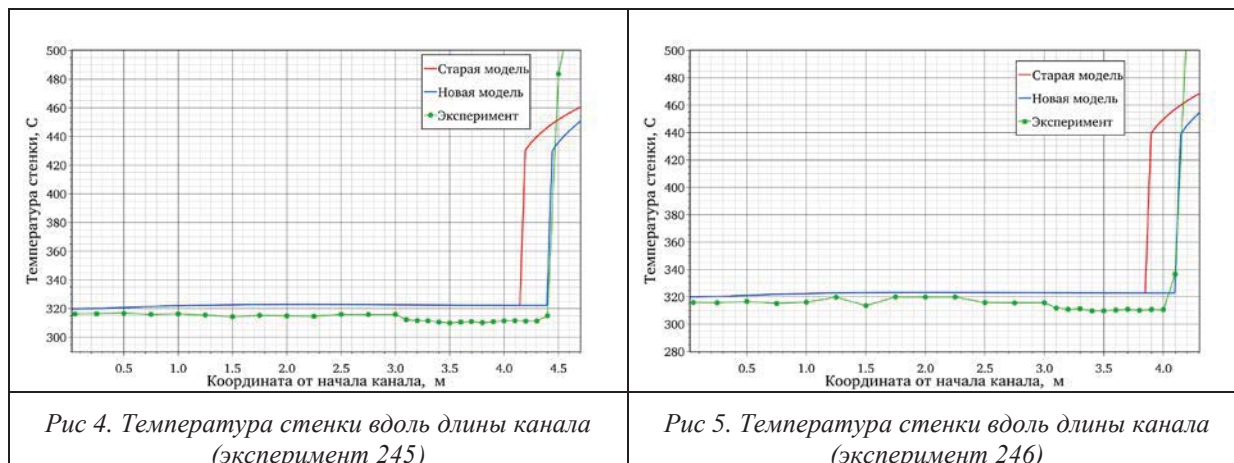 500
480
460
440
420
400
380
360
340
320
300
Температура стенки, С
Старая модель
Новая модель
Эксперимент
0.5 1.0 1.5 2.0 2.5 3.0 3.5 4.0 4.5
Координата от начала канала, м
500
480
460
440
420
400
380
360
340
320
300
280
Температура стенки, С
Старая модель
Новая модель
Эксперимент
0.5 1.0 1.5 2.0 2.5 3.0 3.5 4.0
Координата от начала канала, м
Рис 4. Температура стенки вдоль длины канала
(эксперимент 245)
Рис 5. Температура стенки вдоль длины канала
(эксперимент 246)